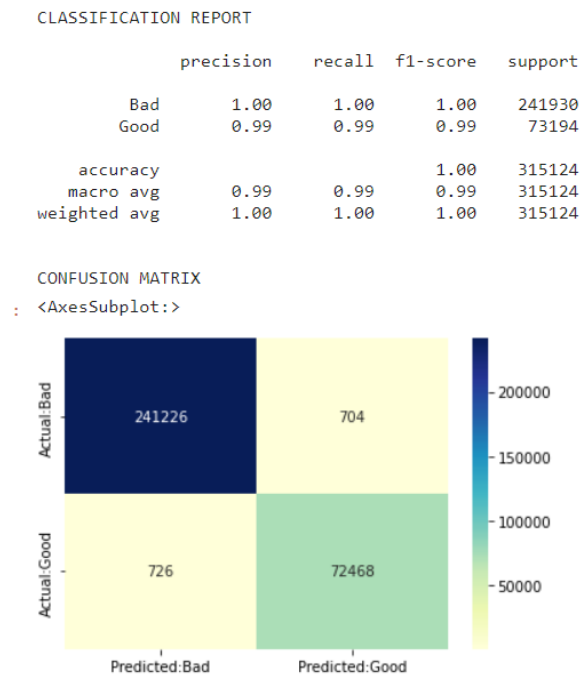 CLASSIFICATION REPORT
precision recall f1-score support
Bad 1.00 1.00 1.00 241930
Good 0.99 0.99 0.99 73194
accuracy 1.00 315124
macro avg 0.99 0.99 0.99 315124
weighted avg 1.00 1.00 1.00 315124
CONFUSION MATRIX
: <AxesSubplot:>
Actual:Bad
241226 704
Actual:Good
726 72468
Predicted:Bad Predicted:Good
200000
150000
100000
50000